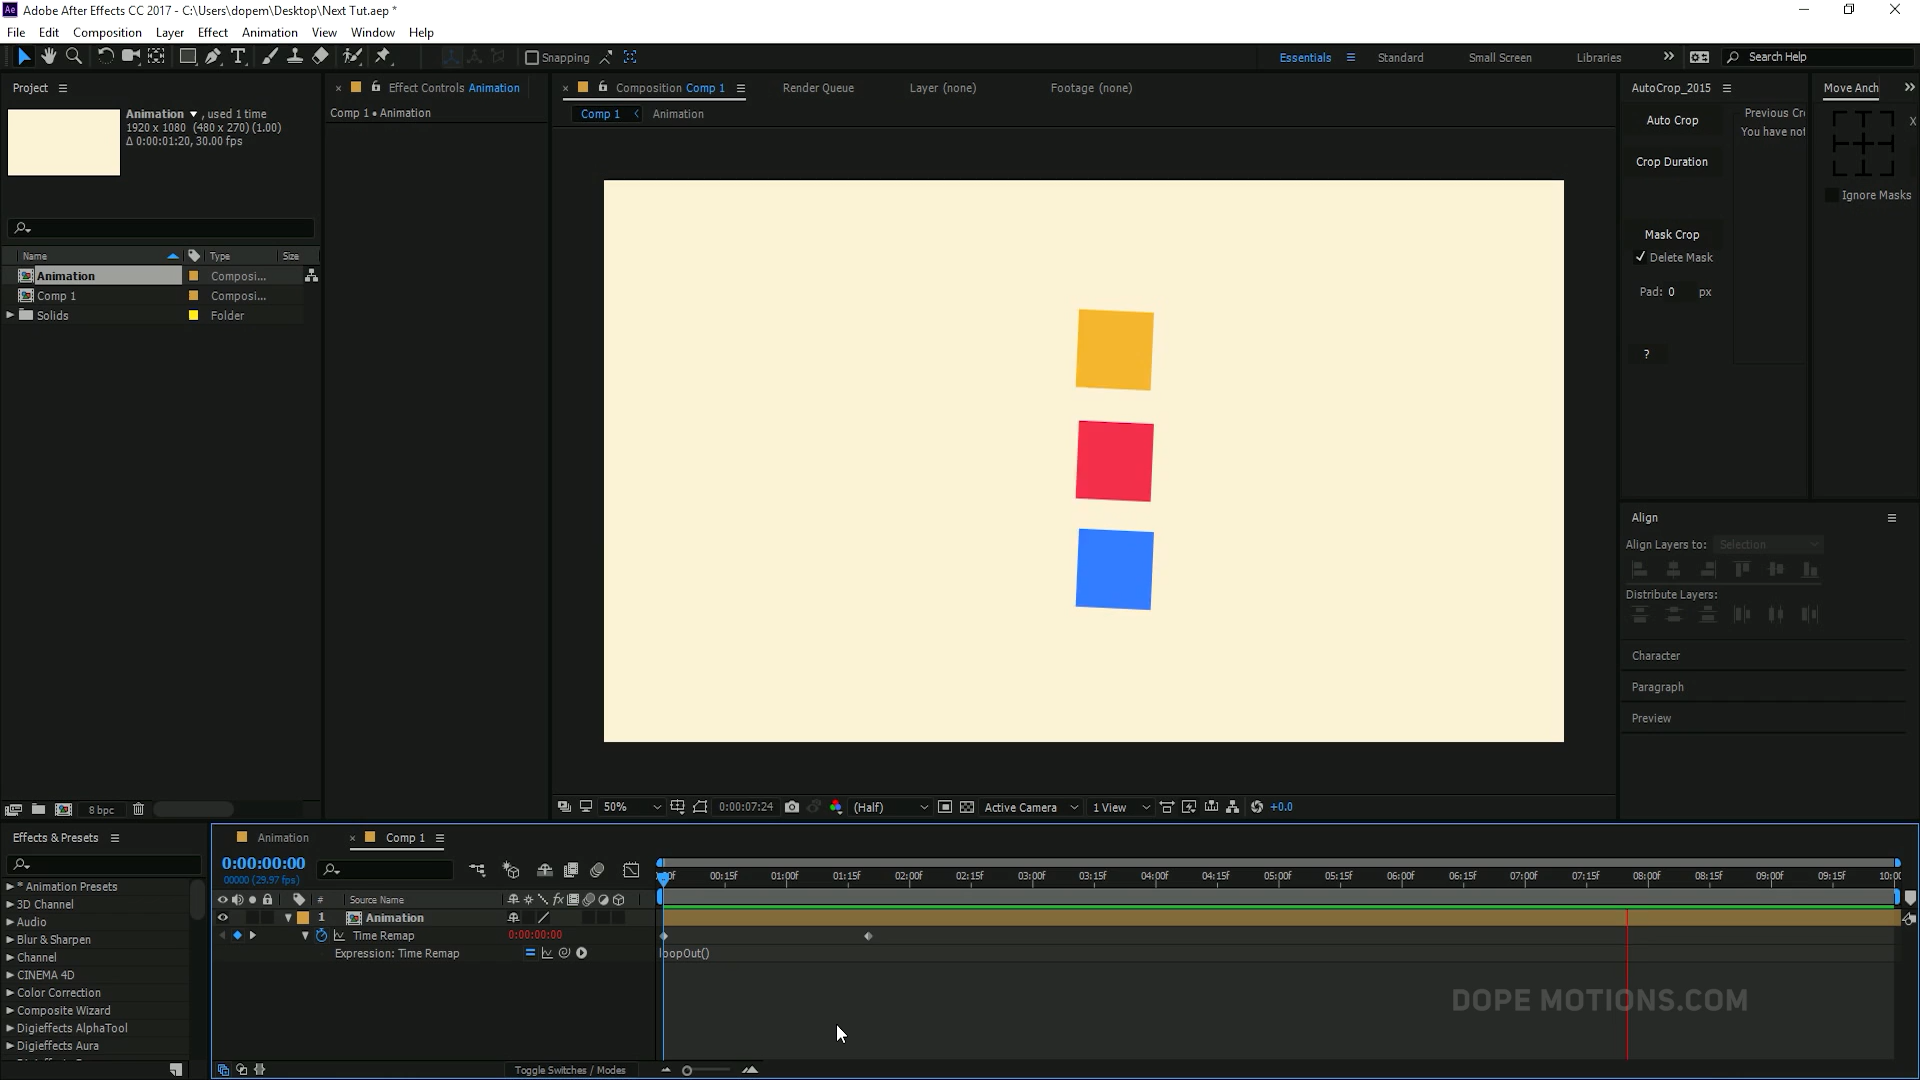 Adobe After Effects CC 2017 - C:\Users\dopem\Desktop\Next Tut.aep *
File Edit Composition Layer Effect Animation View Window Help
Snapping
Essentials Standard Small Screen Libraries Search Help
Project
Animation , used 1 time
1920 x 1080 (480 x 270) (1.00)
Δ 0:00:01:20, 30.00 fps
Name Type Size
Animation Composi...
Comp 1 Composi...
Solids Folder
8 bpc
Effect Controls Animation
Comp 1 • Animation
Composition Comp 1 Render Queue Layer (none) Footage (none)
Comp 1 Animation
50% 0:00:07:24 (Half) Active Camera 1 View +0.0
AutoCrop_2015
Auto Crop
Crop Duration
Mask Crop
Delete Mask
Pad: 0 px
?
Previous Cr
You have not
Move Anch
X
Ignore Masks
Align
Align Layers to: Selection
Distribute Layers:
Character
Paragraph
Preview
Effects & Presets
* Animation Presets
3D Channel
Audio
Blur & Sharpen
Channel
CINEMA 4D
Color Correction
Composite Wizard
Digieffects AlphaTool
Digieffects Aura
Animation Comp 1
0:00:00:00
00000 (29.97 fps)
00:15f 01:00f 01:15f 02:00f 02:15f 03:00f 03:15f 04:00f 04:15f 05:00f 05:15f 06:00f 06:15f 07:00f 07:15f 08:00f 08:15f 09:00f 09:15f 10:00
# Source Name
1 Animation
Time Remap 0:00:00:00
Expression: Time Remap loopOut()
Toggle Switches / Modes
DOPE MOTIONS.COM